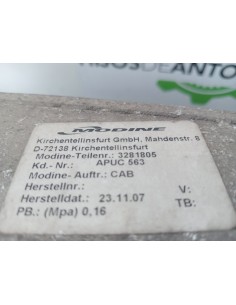 MODINE
Kirchentellinsfurt GmbH, Mahdenstr. 8
D-72138 Kirchentellinsfurt
Modine-Teilenr.: 3281805
Kd.- Nr.: APUC 563
Modine- Auftr.: CAB
Herstellnr.: V:
Herstelldat.: 23.11.07 TB:
PB.: (Mpa) 0,16